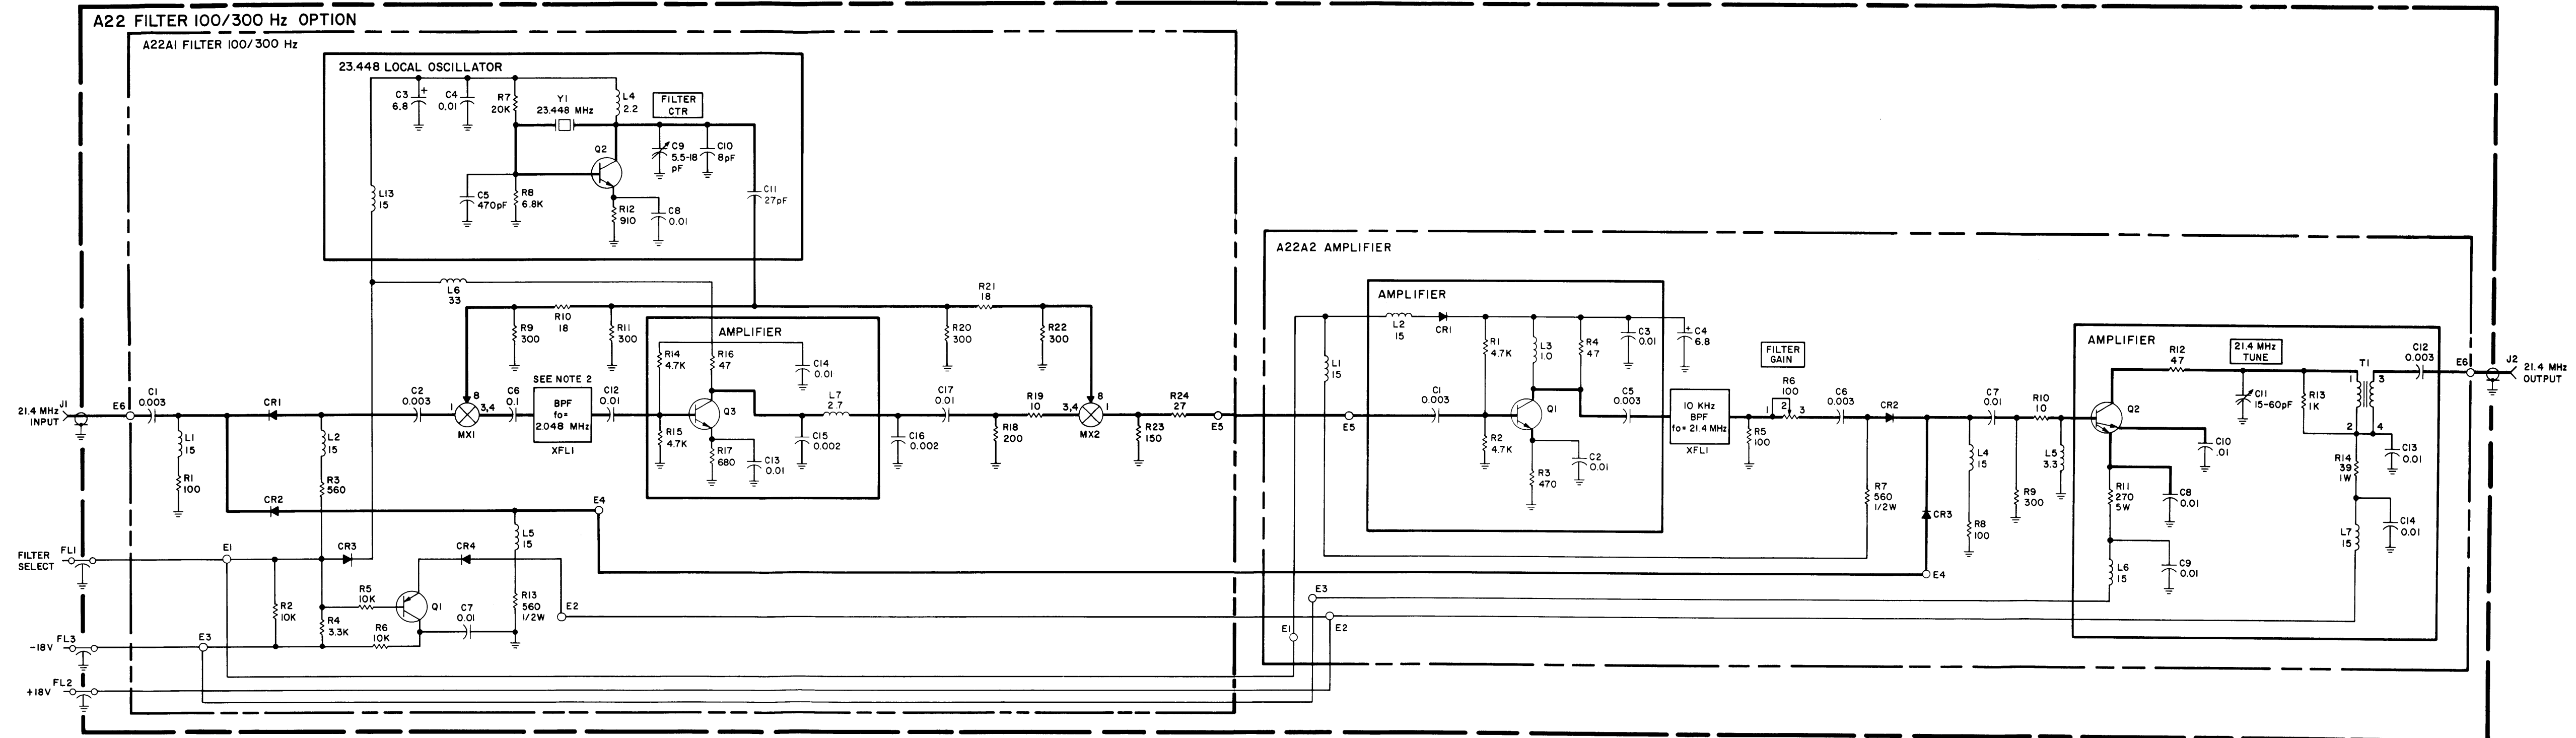 A22 FILTER 100/300 Hz OPTION
A22A1 FILTER 100/300 Hz
23.448 LOCAL OSCILLATOR
C3
6.8
+
C4
0.01
R7
20K
Y1
23.448 MHz
L4
2.2
FILTER
CTR
Q2
C9
5.5-18
pF
C10
8pF
L13
15
C5
470pF
R8
6.8K
R12
910
C8
0.01
C11
27pF
L6
33
R9
300
R10
18
R11
300
R20
300
R21
18
R22
300
AMPLIFIER
R14
4.7K
R16
47
C14
0.01
21.4 MHz
INPUT
J1
E6
C1
0.003
CR1
C2
0.003
1
8
3,4
MX1
C6
0.1
SEE NOTE 2
BPF
fo=
2.048 MHz
XFL1
C12
0.01
Q3
L7
2.7
C17
0.01
R19
10
8
3,4
1
MX2
R24
27
E5
L1
15
R1
100
L2
15
R3
560
R15
4.7K
R17
680
C13
0.01
C15
0.002
C16
0.002
R18
200
R23
150
CR2
E4
FILTER
SELECT
FL1
E1
CR3
CR4
L5
15
R2
10K
R5
10K
Q1
R4
3.3K
R6
10K
C7
0.01
R13
560
1/2W
E2
-18V
FL3
E3
+18V
FL2
A22A2 AMPLIFIER
AMPLIFIER
L2
15
CR1
R1
4.7K
L3
1.0
R4
47
C3
0.01
+
C4
6.8
L1
15
E5
C1
0.003
Q1
C5
0.003
R2
4.7K
R3
470
C2
0.01
10 KHz
BPF
fo= 21.4 MHz
XFL1
FILTER
GAIN
R6
100
1
2
3
R5
100
C6
0.003
CR2
C7
0.01
R10
10
R7
560
1/2W
CR3
L4
15
R8
100
R9
300
L5
3.3
E4
E3
E1
E2
AMPLIFIER
R12
47
21.4 MHz
TUNE
T1
C12
0.003
E6
J2
21.4 MHz
OUTPUT
C11
15-60pF
R13
1K
1
3
2
4
Q2
C10
.01
C13
0.01
R14
39
1W
R11
270
5W
C8
0.01
C14
0.01
L7
15
L6
15
C9
0.01